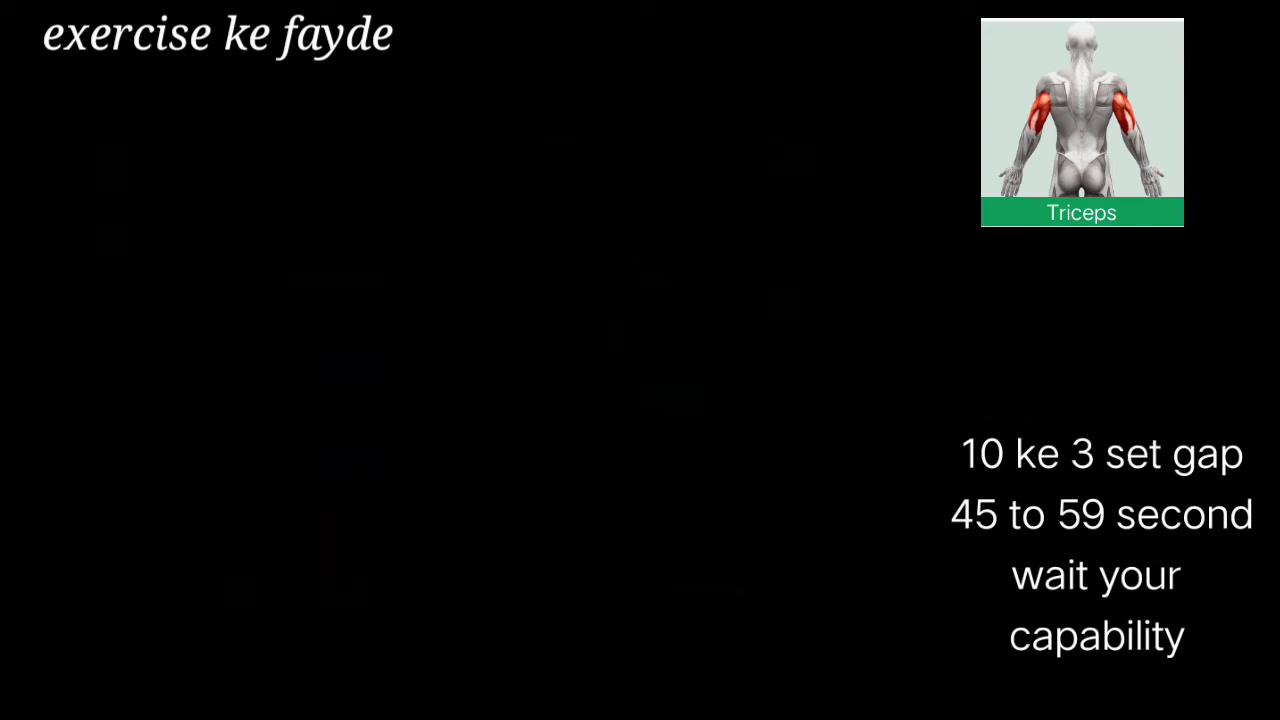 exercise ke fayde
Triceps
10 ke 3 set gap
45 to 59 second
wait your
capability